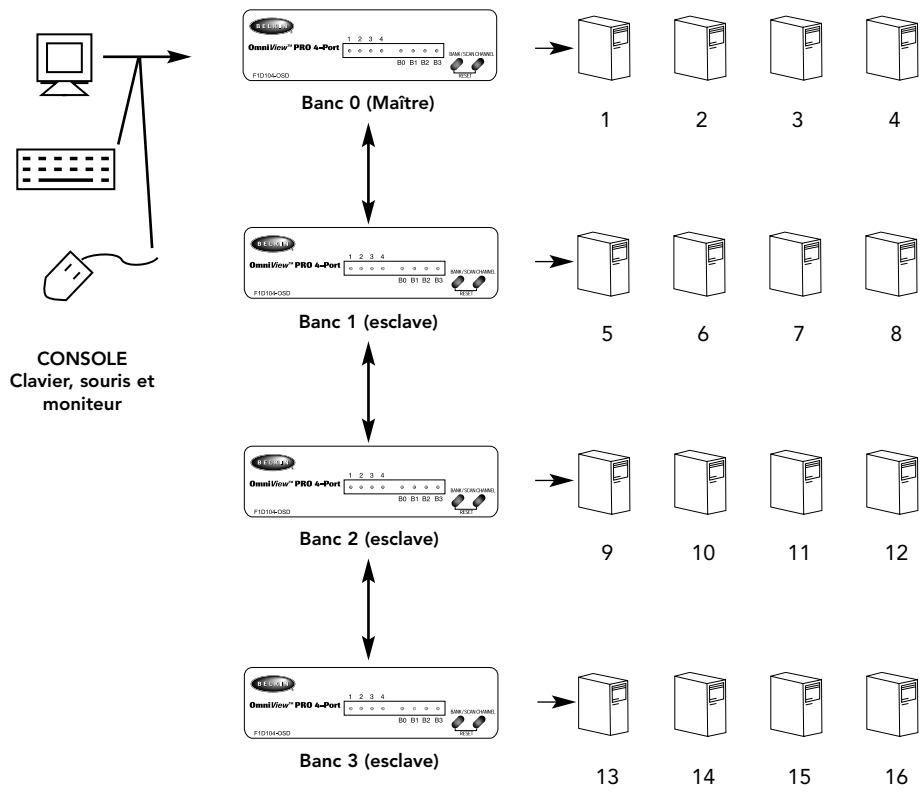 BELKIN
OmniView™ PRO 4-Port
1 2 3 4
B0 B1 B2 B3
BANK/SCAN CHANNEL
RESET
F1D104-OSD
Banc 0 (Maître)
1 2 3 4
BELKIN
OmniView™ PRO 4-Port
1 2 3 4
B0 B1 B2 B3
BANK/SCAN CHANNEL
RESET
F1D104-OSD
Banc 1 (esclave)
5 6 7 8
CONSOLE
Clavier, souris et
moniteur
BELKIN
OmniView™ PRO 4-Port
1 2 3 4
B0 B1 B2 B3
BANK/SCAN CHANNEL
RESET
F1D104-OSD
Banc 2 (esclave)
9 10 11 12
BELKIN
OmniView™ PRO 4-Port
1 2 3 4
B0 B1 B2 B3
BANK/SCAN CHANNEL
RESET
F1D104-OSD
Banc 3 (esclave)
13 14 15 16